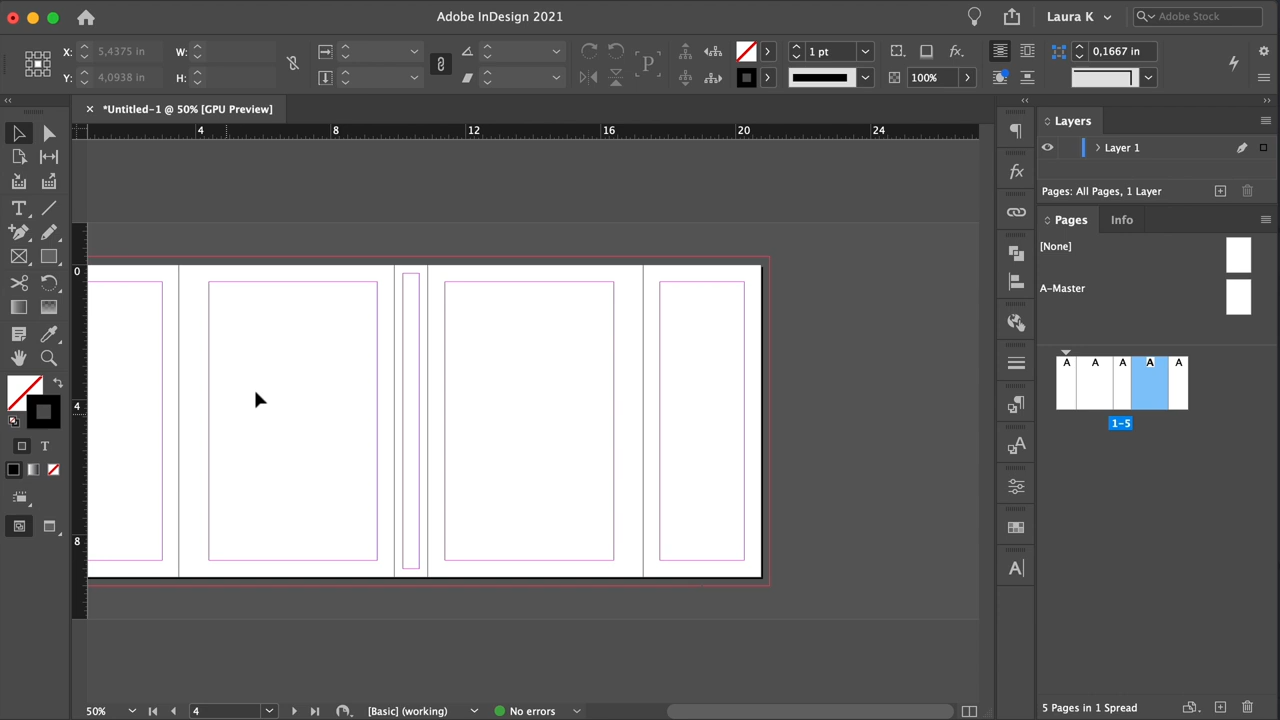 Adobe InDesign 2021
Laura K
Adobe Stock
X: 5,4375 in
W:
1 pt
0,1667 in
Y: 4,0938 in
H:
P
fx.
100%
× *Untitled-1 @ 50% [GPU Preview]
4 8 12 16 20 24
0
4
8
T
T
fx
A
A
Layers
Layer 1
Pages: All Pages, 1 Layer
Pages
Info
[None]
A-Master
A A A A A
1-5
5 Pages in 1 Spread
50%
4
[Basic] (working)
No errors